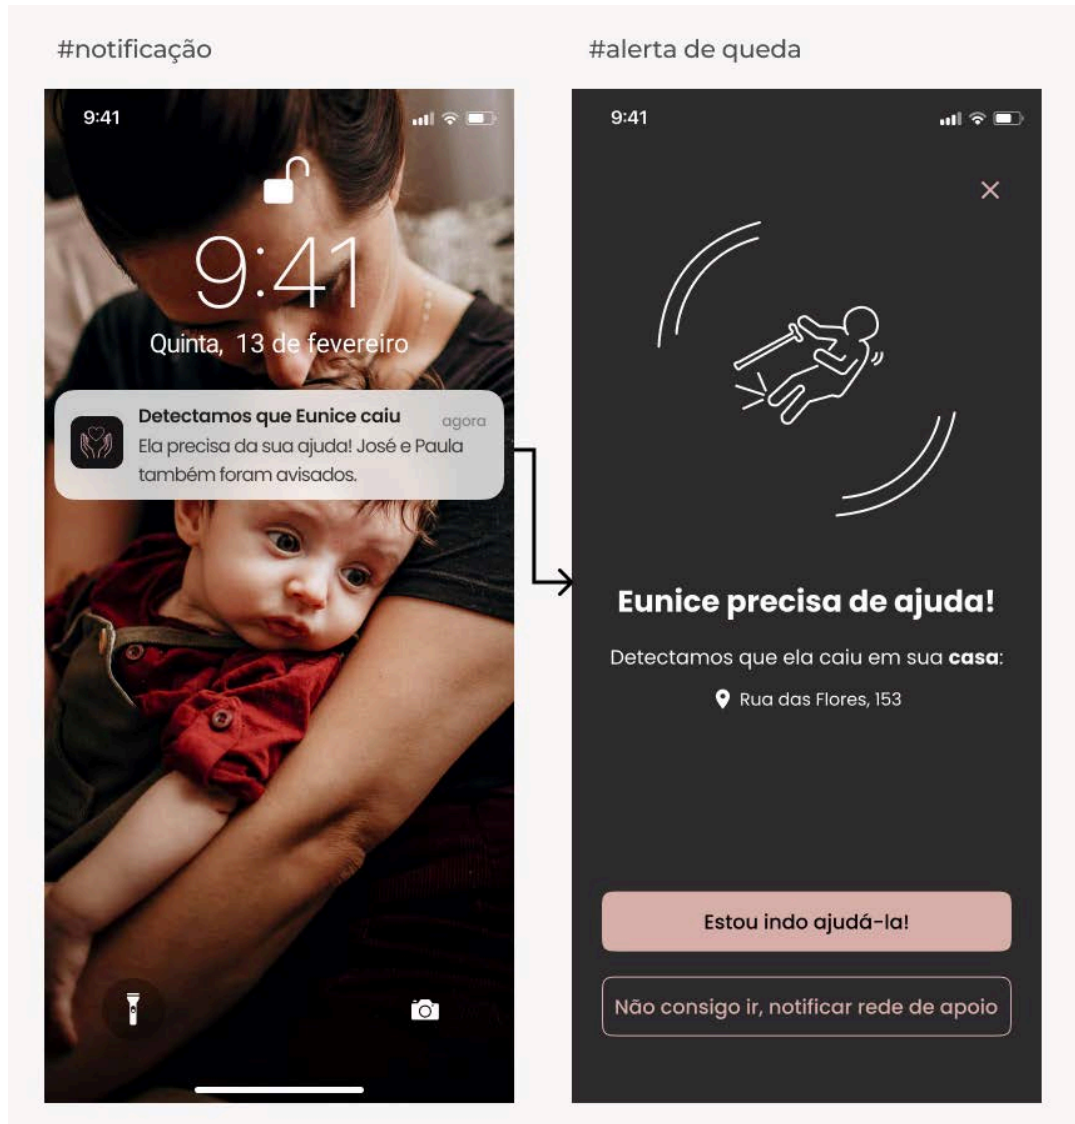 #notificação
9:41
9:41
Quinta, 13 de fevereiro
Detectamos que Eunice caiu
agora
Ela precisa da sua ajuda! José e Paula
também foram avisados.
#alerta de queda
9:41
Eunice precisa de ajuda!
Detectamos que ela caiu em sua casa:
Rua das Flores, 153
Estou indo ajudá-la!
Não consigo ir, notificar rede de apoio